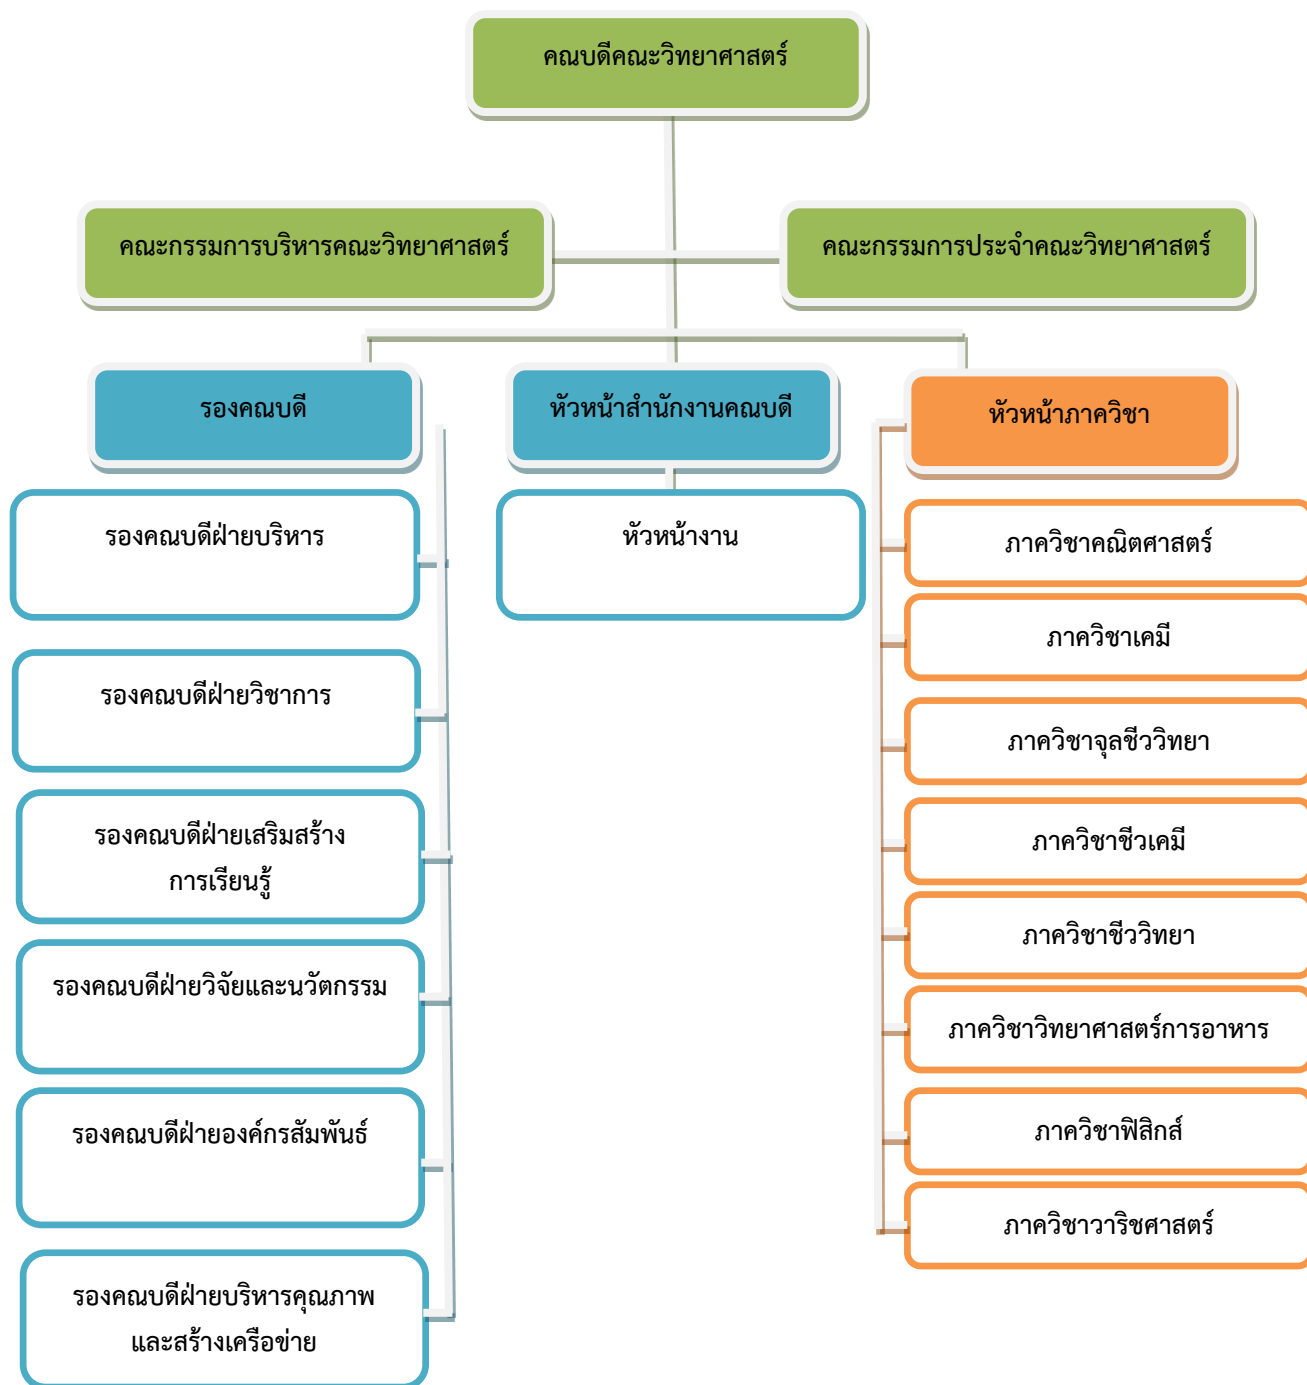 คณบดีคณะวิทยาศาสตร์
คณะกรรมการบริหารคณะวิทยาศาสตร์
คณะกรรมการประจำคณะวิทยาศาสตร์
รองคณบดี
หัวหน้าสำนักงานคณบดี
หัวหน้าภาควิชา
รองคณบดีฝ่ายบริหาร
รองคณบดีฝ่ายวิชาการ
รองคณบดีฝ่ายเสริมสร้าง
การเรียนรู้
รองคณบดีฝ่ายวิจัยและนวัตกรรม
รองคณบดีฝ่ายองค์กรสัมพันธ์
รองคณบดีฝ่ายบริหารคุณภาพ
และสร้างเครือข่าย
หัวหน้างาน
ภาควิชาคณิตศาสตร์
ภาควิชาเคมี
ภาควิชาจุลชีววิทยา
ภาควิชาชีวเคมี
ภาควิชาชีววิทยา
ภาควิชาวิทยาศาสตร์การอาหาร
ภาควิชาฟิสิกส์
ภาควิชาวาริชศาสตร์